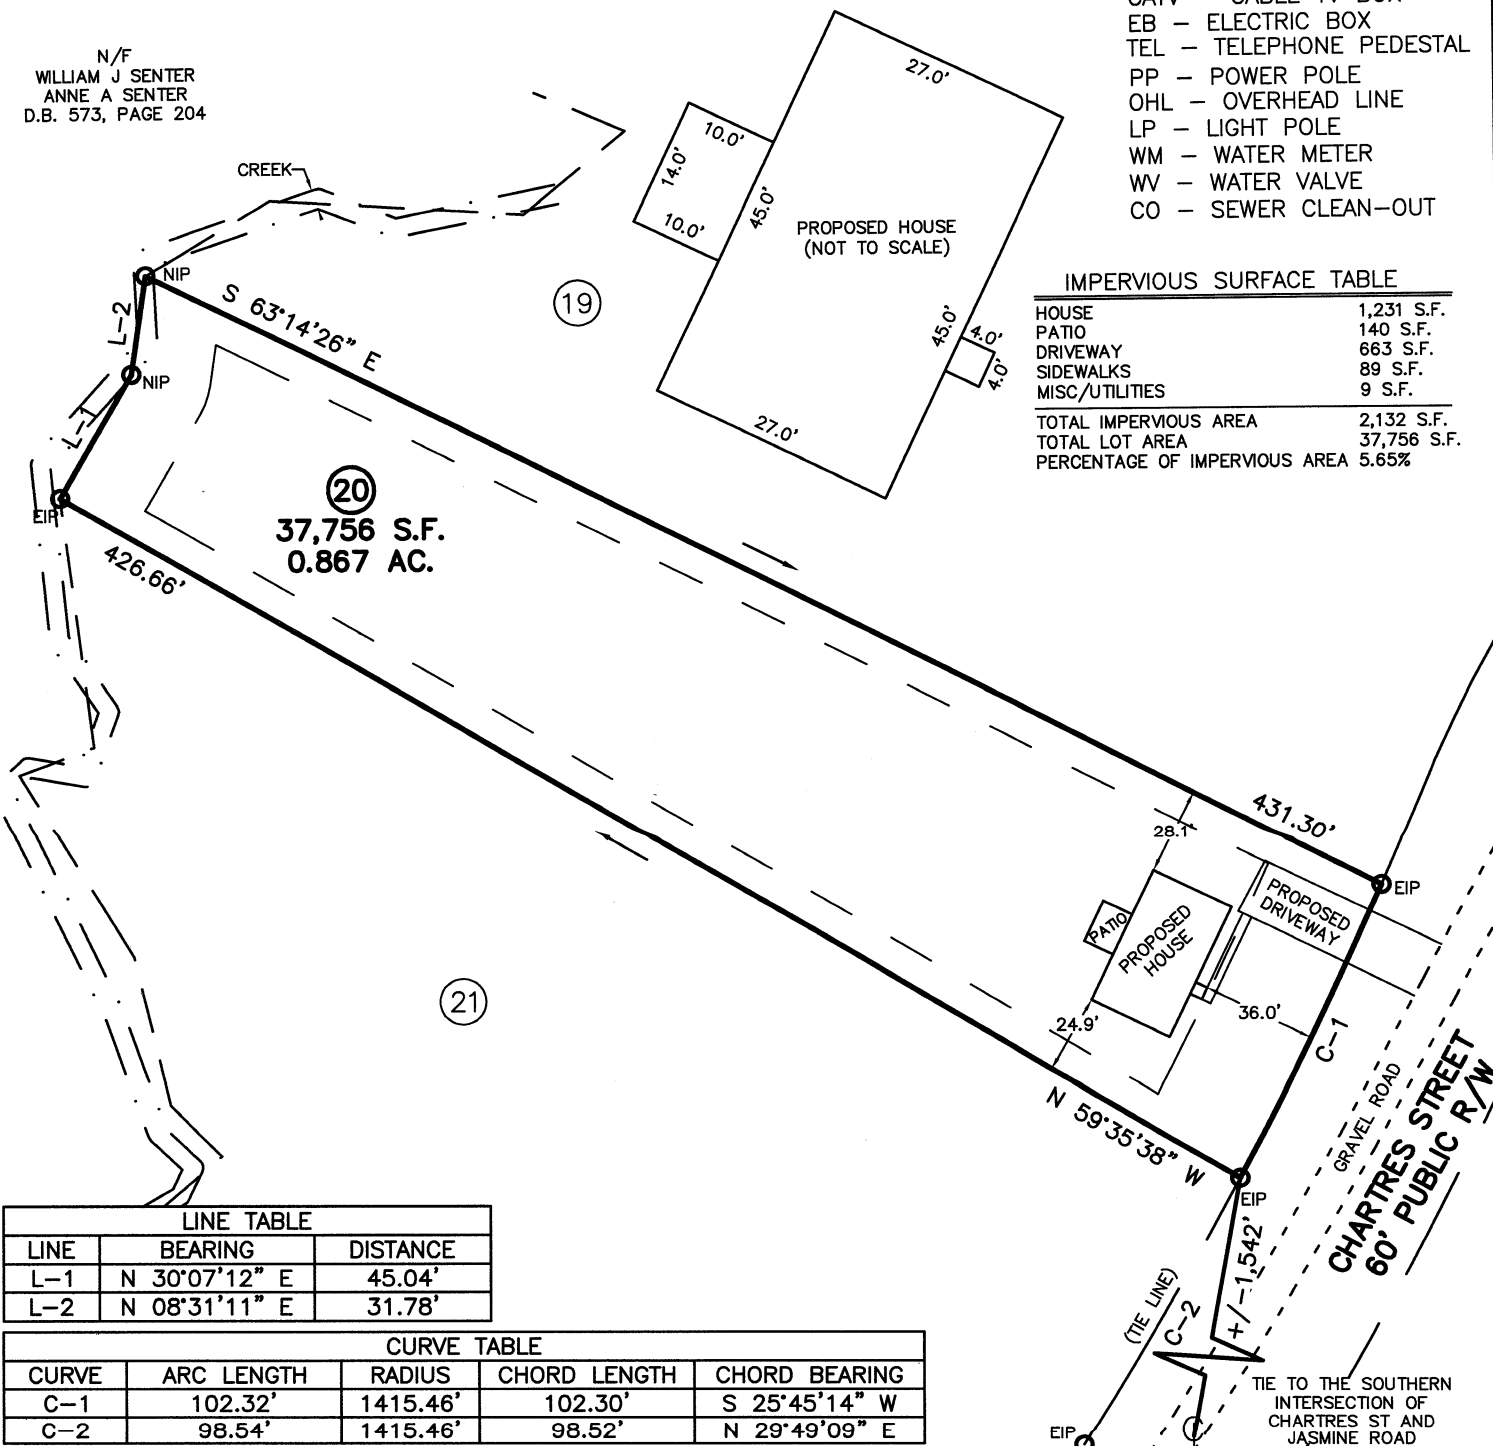 CATV – CABLE TV BOX
EB – ELECTRIC BOX
TEL – TELEPHONE PEDESTAL
PP – POWER POLE
OHL – OVERHEAD LINE
LP – LIGHT POLE
WM – WATER METER
WV – WATER VALVE
CO – SEWER CLEAN-OUT
N/F
WILLIAM J SENTER
ANNE A SENTER
D.B. 573, PAGE 204
CREEK
27.0'
10.0'
14.0'
10.0'
45.0'
PROPOSED HOUSE
(NOT TO SCALE)
45.0'
4.0'
4.0'
27.0'
IMPERVIOUS SURFACE TABLE
HOUSE 1,231 S.F.
PATIO 140 S.F.
DRIVEWAY 663 S.F.
SIDEWALKS 89 S.F.
MISC/UTILITIES 9 S.F.
TOTAL IMPERVIOUS AREA 2,132 S.F.
TOTAL LOT AREA 37,756 S.F.
PERCENTAGE OF IMPERVIOUS AREA 5.65%
NIP
L-2
S 63°14'26" E
19
NIP
L-1
EIP
20
37,756 S.F.
0.867 AC.
426.66'
431.30'
28.1'
EIP
PROPOSED
DRIVEWAY
PATIO
PROPOSED
HOUSE
36.0'
24.9'
C-1
21
N 59°35'38" W
GRAVEL ROAD
CHARTRES STREET
60' PUBLIC R/W
EIP
+/-1,542'
(TIE LINE)
C-2
EIP
TIE TO THE SOUTHERN
INTERSECTION OF
CHARTRES ST AND
JASMINE ROAD
LINE TABLE
LINE BEARING DISTANCE
L-1 N 30°07'12" E 45.04'
L-2 N 08°31'11" E 31.78'
CURVE TABLE
CURVE ARC LENGTH RADIUS CHORD LENGTH CHORD BEARING
C-1 102.32' 1415.46' 102.30' S 25°45'14" W
C-2 98.54' 1415.46' 98.52' N 29°49'09" E